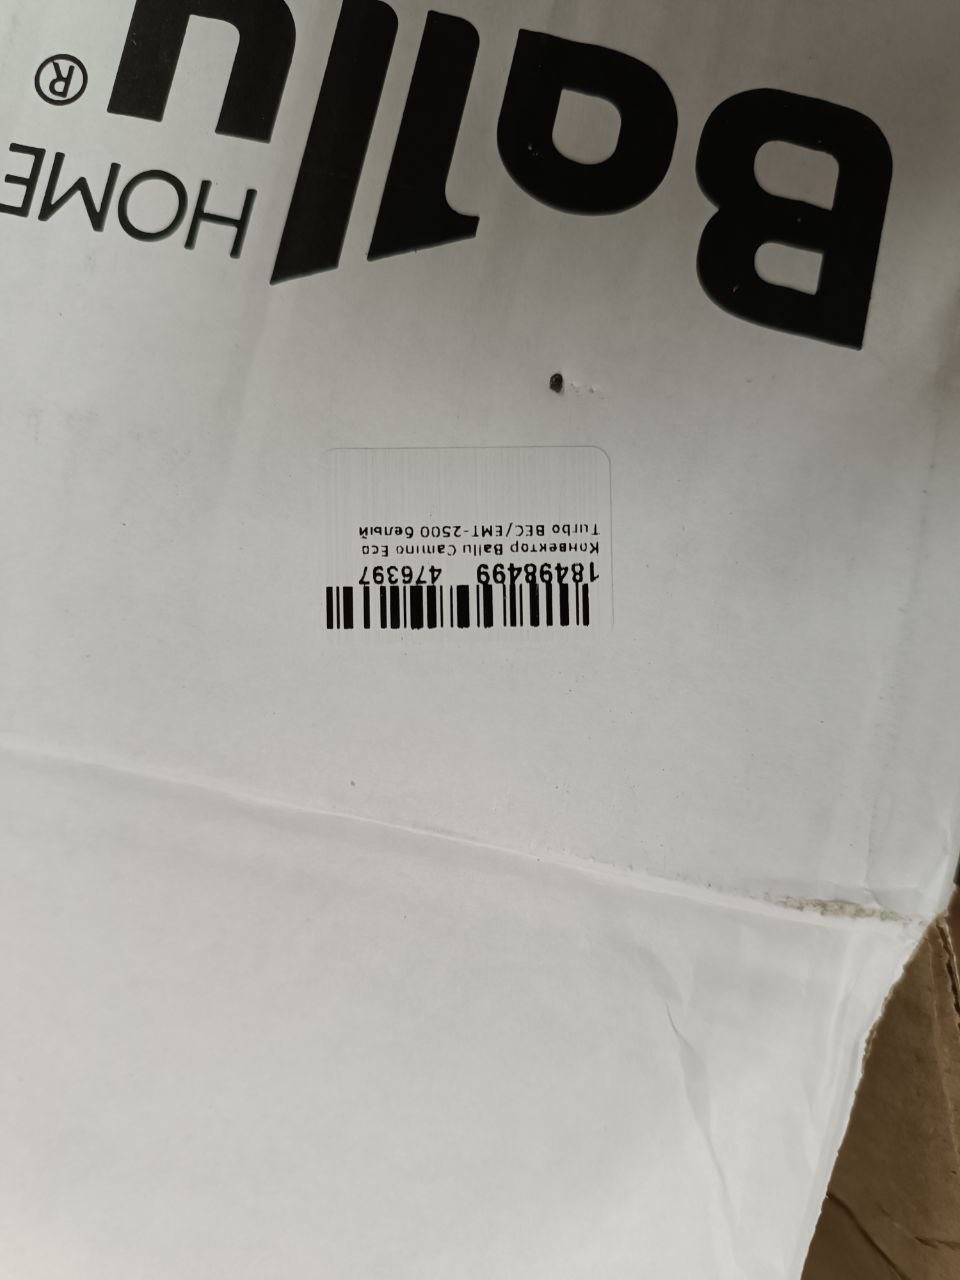 Ballu®
HOME
18498499 476397
Конвектор Ballu Camino Eco
Turbo BEC/EMT-2500 белый